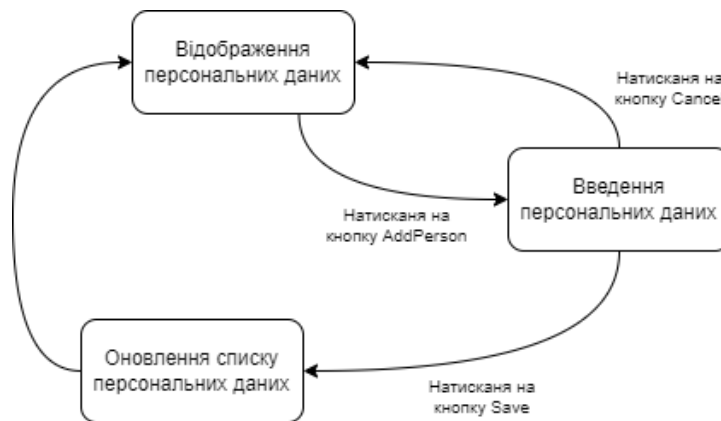 Відображення
персональних даних
Натисканя на
кнопку Cance
Введення
персональних даних
Натисканя на
кнопку AddPerson
Оновлення списку
персональних даних
Натисканя на
кнопку Save